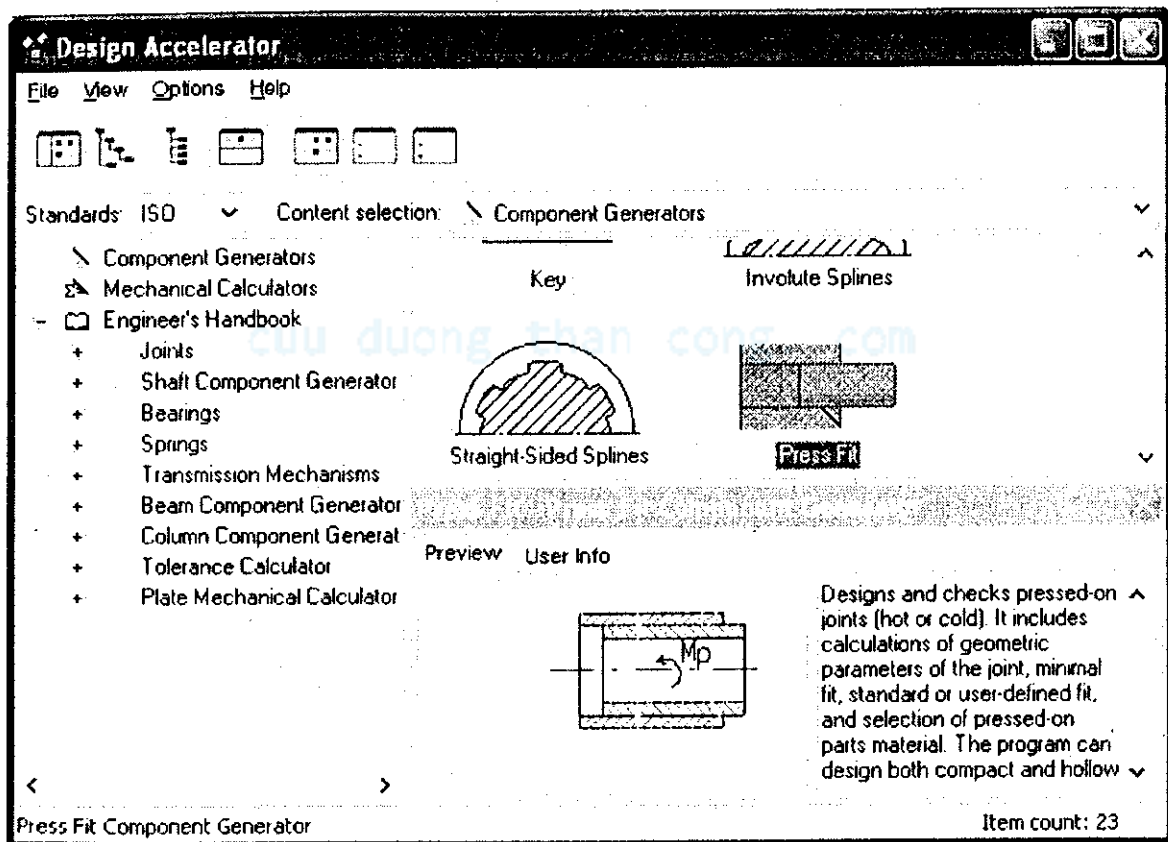 Design Accelerator
File View Options Help
Standards: ISO Content selection: Component Generators
Component Generators
Mechanical Calculators
Engineer's Handbook
Joints
Shaft Component Generator
Bearings
Springs
Transmission Mechanisms
Beam Component Generator
Column Component Generat
Tolerance Calculator
Plate Mechanical Calculator
Key
Involute Splines
Straight-Sided Splines
Press Fit
cuu duong than cong . com
Preview User Info
Mp
Designs and checks pressed-on
joints (hot or cold). It includes
calculations of geometric
parameters of the joint, minimal
fit, standard or user-defined fit,
and selection of pressed-on
parts material. The program can
design both compact and hollow
Press Fit Component Generator
Item count: 23